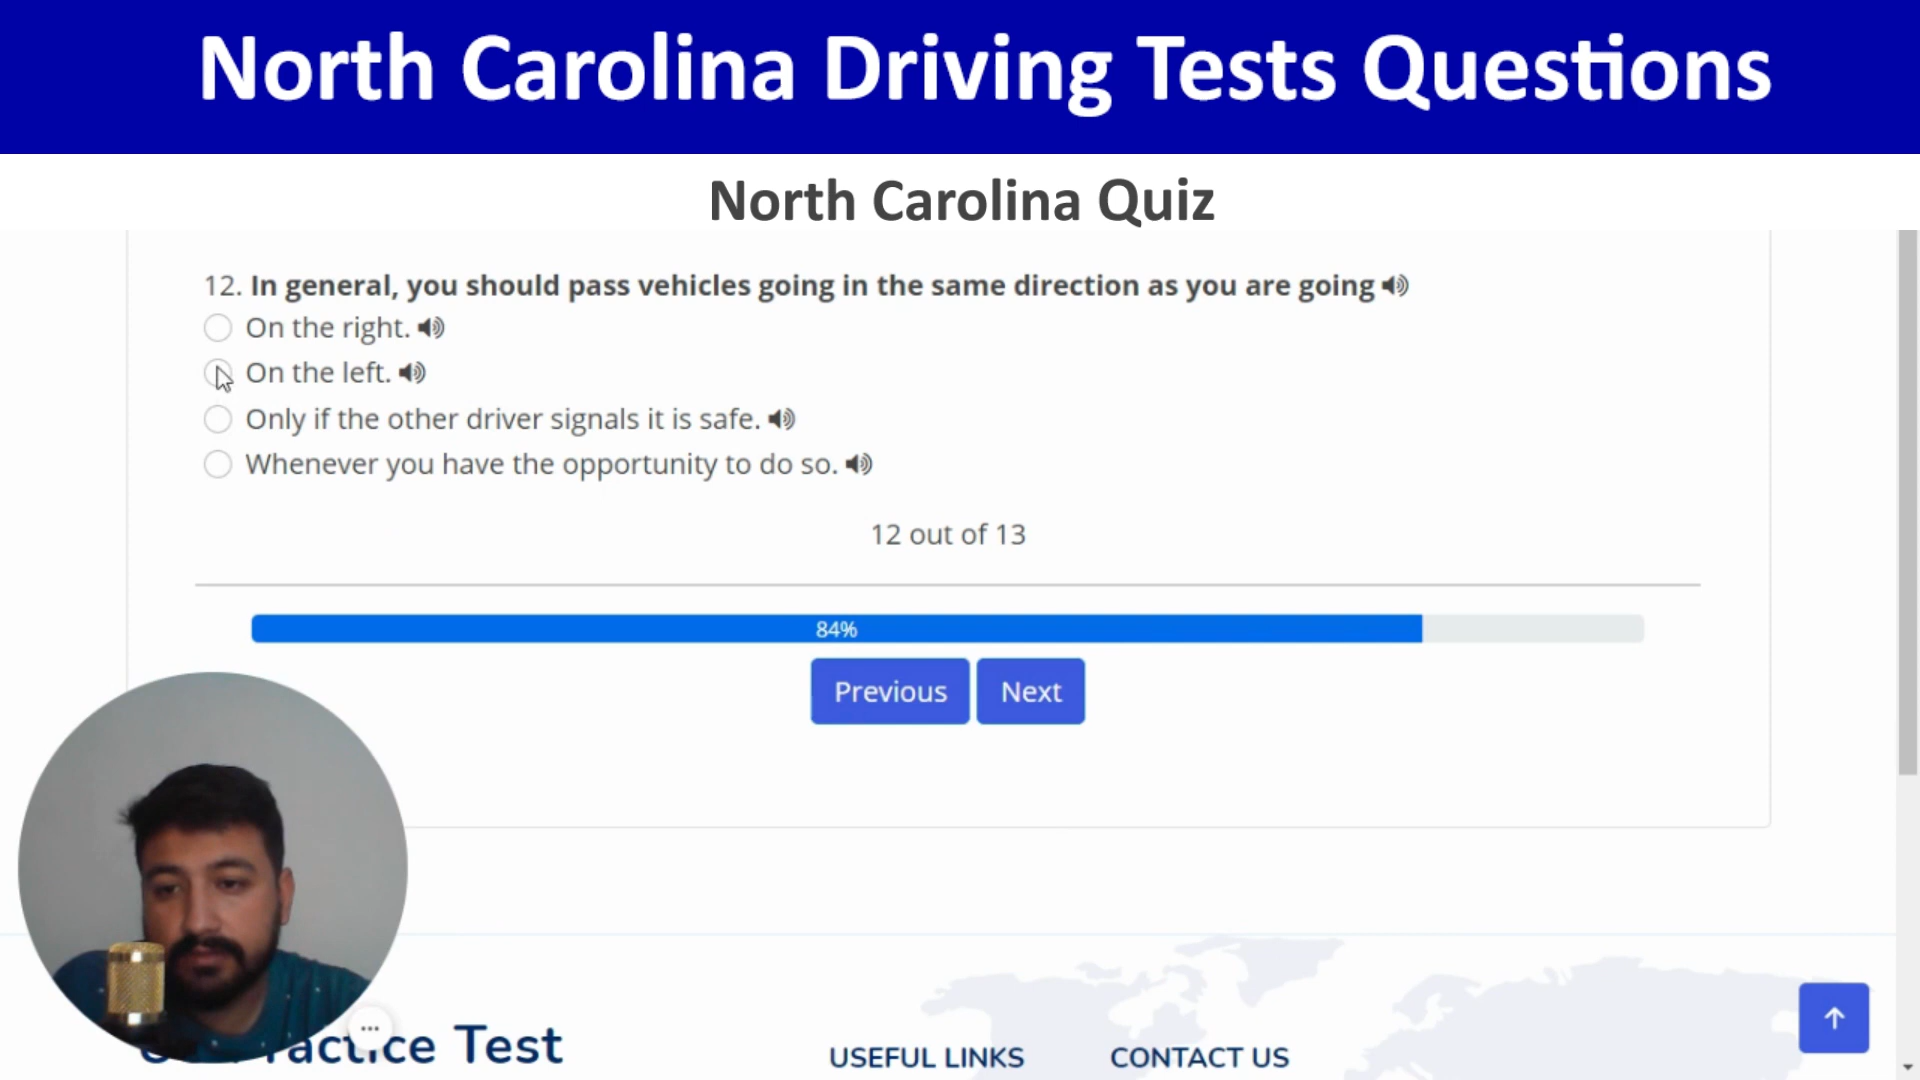 North Carolina Driving Tests Questions
North Carolina Quiz
12. In general, you should pass vehicles going in the same direction as you are going
On the right.
On the left.
Only if the other driver signals it is safe.
Whenever you have the opportunity to do so.
12 out of 13
84%
Previous Next
Test
USEFUL LINKS
CONTACT US